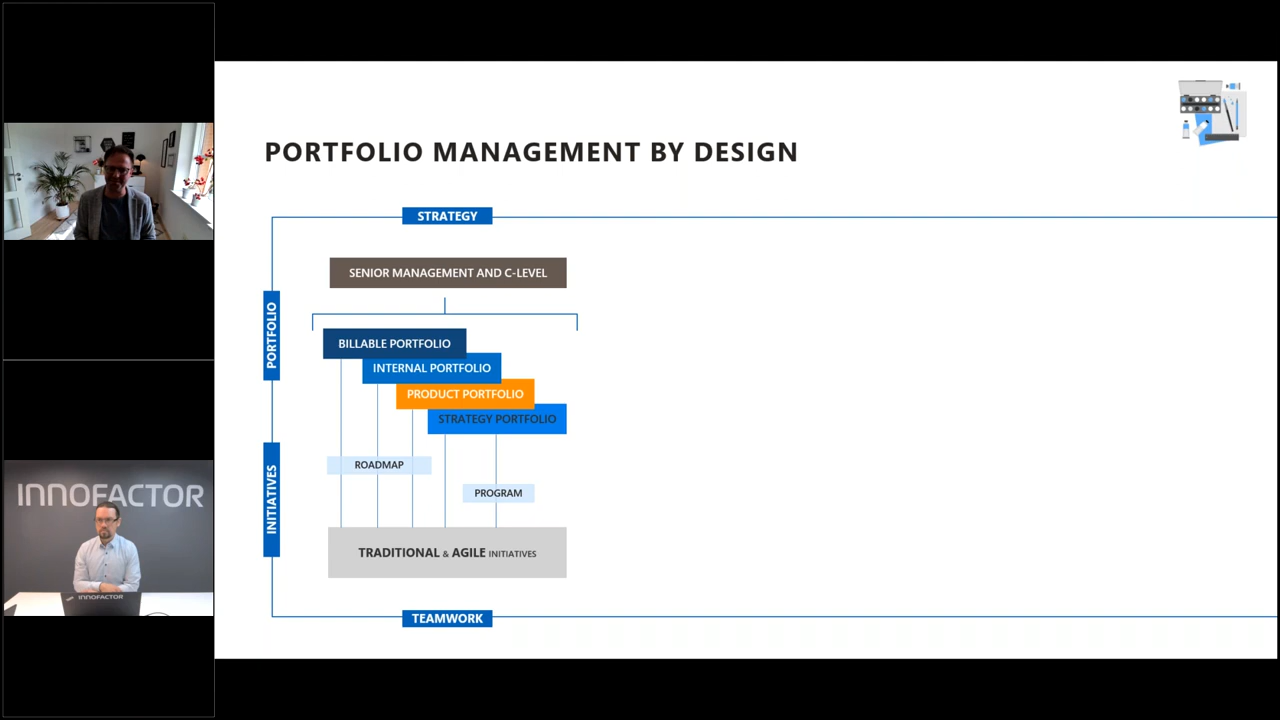 PORTFOLIO MANAGEMENT BY DESIGN
STRATEGY
SENIOR MANAGEMENT AND C-LEVEL
PORTFOLIO
BILLABLE PORTFOLIO
INTERNAL PORTFOLIO
PRODUCT PORTFOLIO
STRATEGY PORTFOLIO
ROADMAP
PROGRAM
INITIATIVES
TRADITIONAL & AGILE INITIATIVES
TEAMWORK
INNOFACTOR
INNOFACTOR